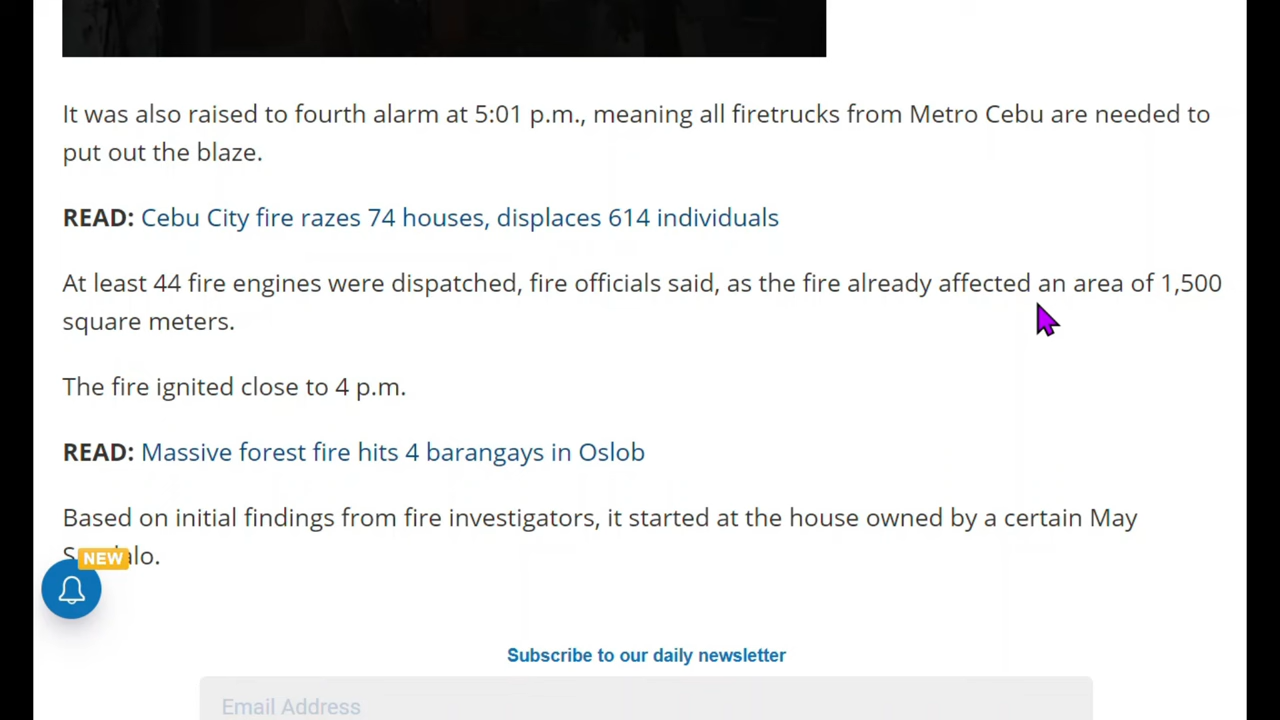 It was also raised to fourth alarm at 5:01 p.m., meaning all firetrucks from Metro Cebu are needed to
put out the blaze.
READ: Cebu City fire razes 74 houses, displaces 614 individuals
At least 44 fire engines were dispatched, fire officials said, as the fire already affected an area of 1,500
square meters.
The fire ignited close to 4 p.m.
READ: Massive forest fire hits 4 barangays in Oslob
Based on initial findings from fire investigators, it started at the house owned by a certain May
NEW
Subscribe to our daily newsletter
Email Address